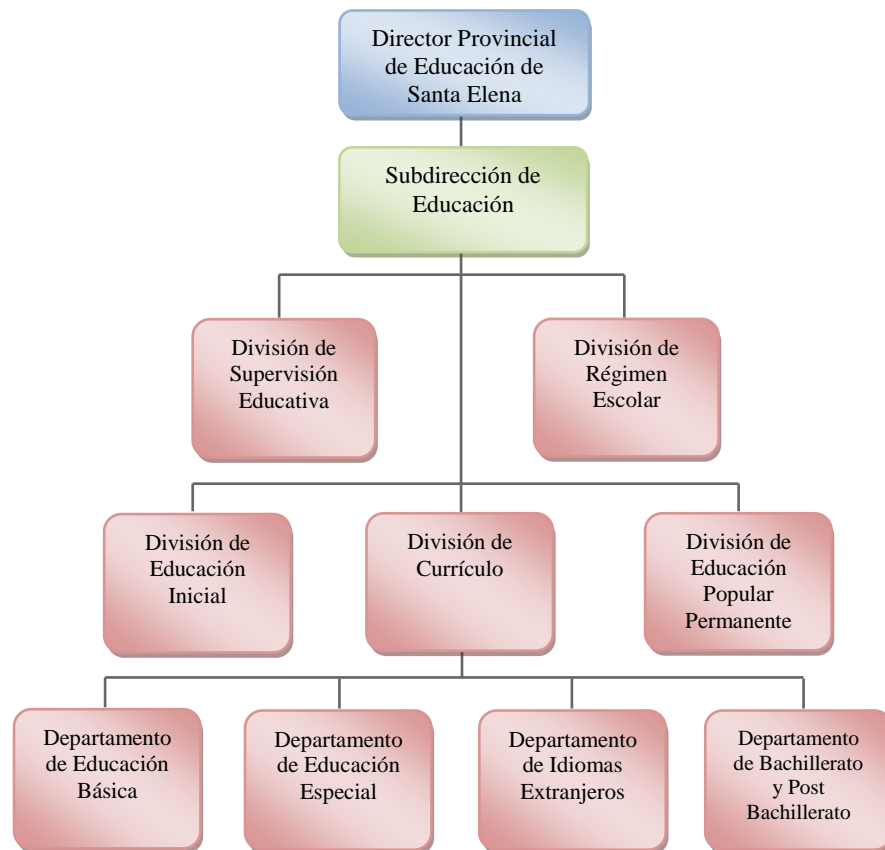 Director Provincial
de Educación de
Santa Elena
Subdirección de
Educación
División de
Supervisión
Educativa
División de
Régimen
Escolar
División de
Educación
Inicial
División de
Currículo
División de
Educación
Popular
Permanente
Departamento
de Educación
Básica
Departamento
de Educación
Especial
Departamento
de Idiomas
Extranjeros
Departamento
de Bachillerato
y Post
Bachillerato